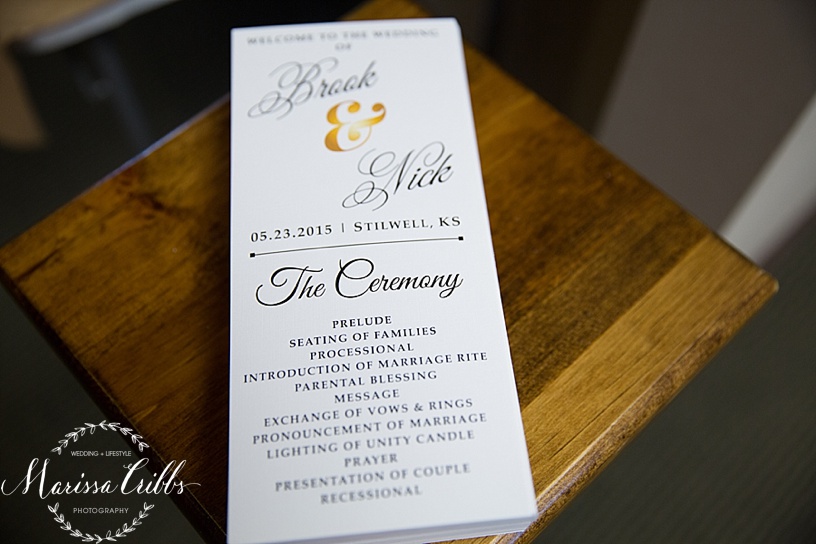 WELCOME TO THE WEDDING
OF
Brook
&
Nick
05.23.2015 | STILWELL, KS
The Ceremony
PRELUDE
SEATING OF FAMILIES
PROCESSIONAL
INTRODUCTION OF MARRIAGE RITE
PARENTAL BLESSING
MESSAGE
EXCHANGE OF VOWS & RINGS
PRONOUNCEMENT OF MARRIAGE
LIGHTING OF UNITY CANDLE
PRAYER
PRESENTATION OF COUPLE
RECESSIONAL
WEDDING + LIFESTYLE
Marissa Cribbs
PHOTOGRAPHY